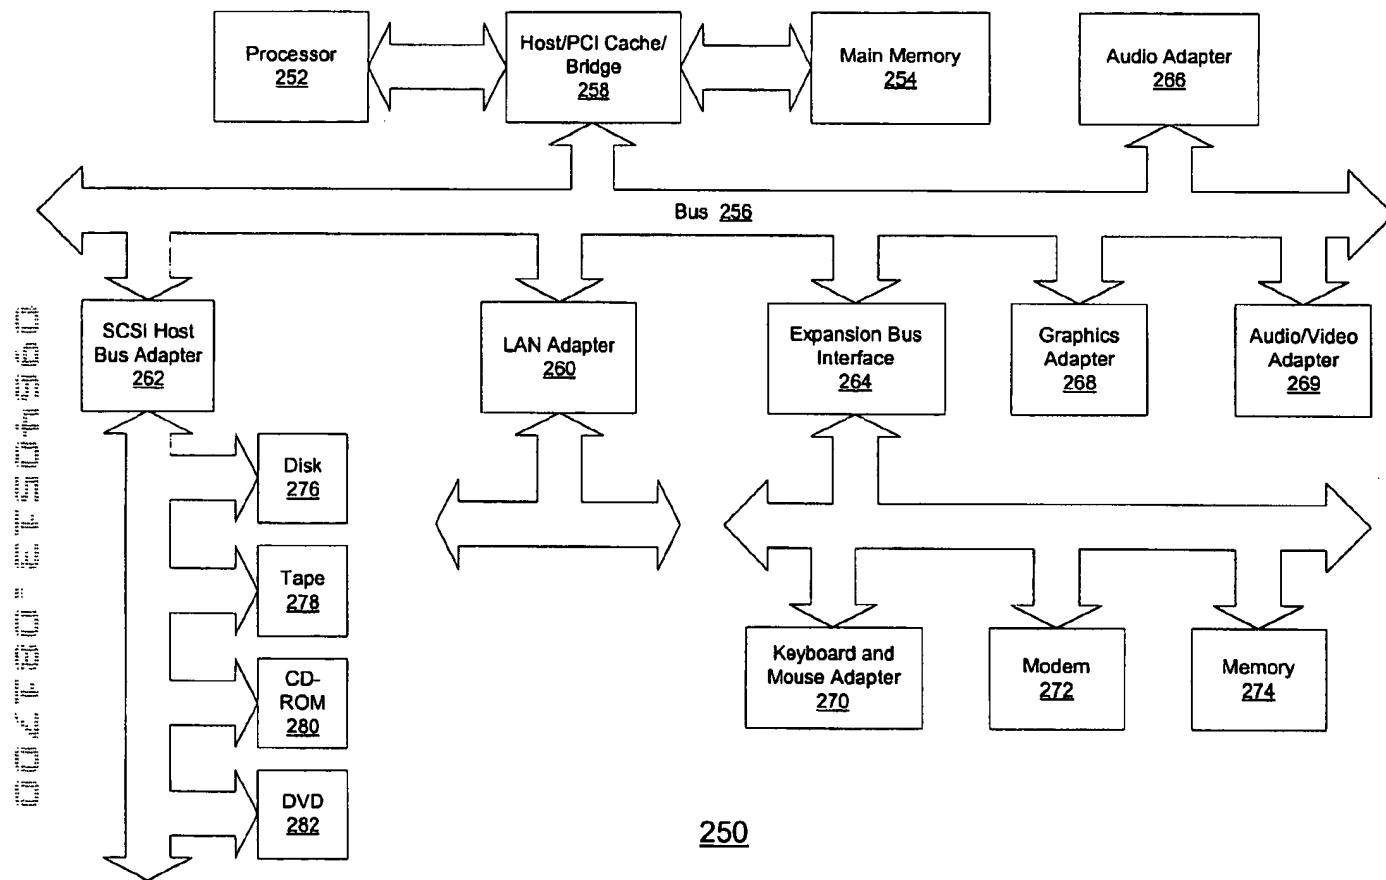 Processor
252
Host/PCI Cache/
Bridge
258
Main Memory
254
Audio Adapter
266
Bus 256
SCSI Host
Bus Adapter
262
LAN Adapter
260
Expansion Bus
Interface
264
Graphics
Adapter
268
Audio/Video
Adapter
269
Disk
276
Tape
278
CD-
ROM
280
DVD
282
Keyboard and
Mouse Adapter
270
Modem
272
Memory
274
250
09640513.081700